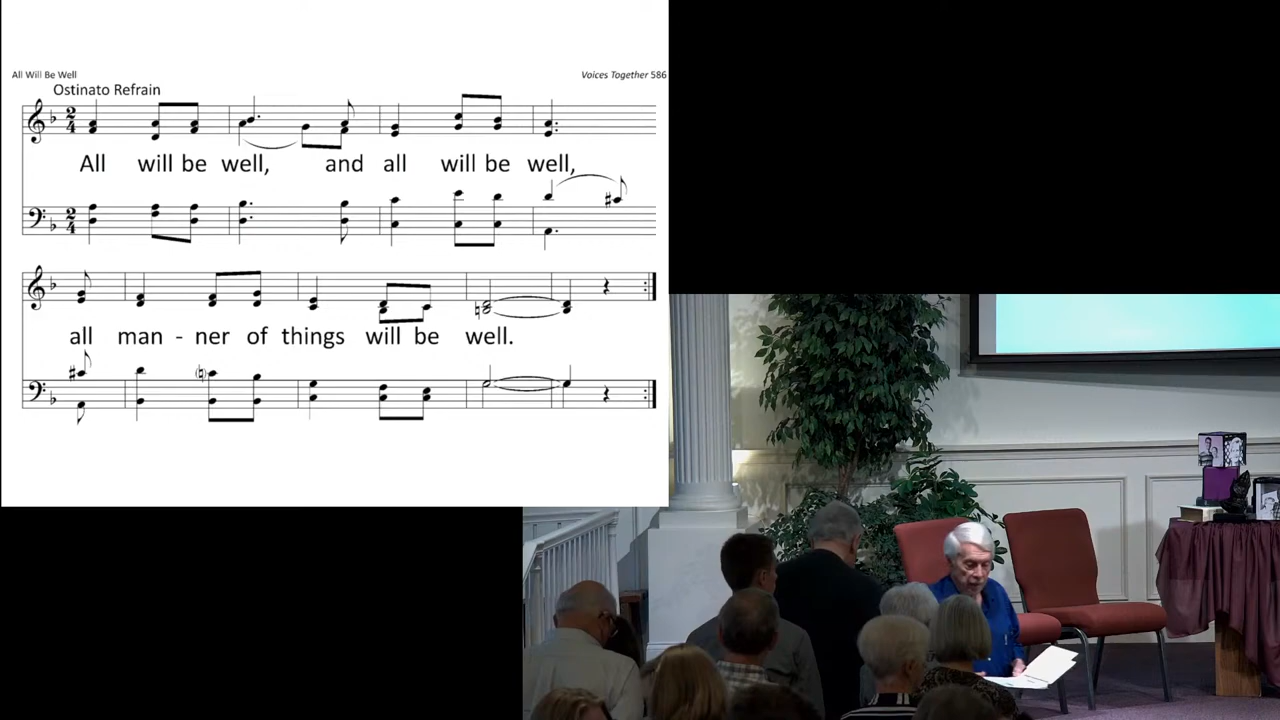 All Will Be Well
Voices Together 586
Ostinato Refrain
All will be well, and all will be well,
all man - ner of things will be well.